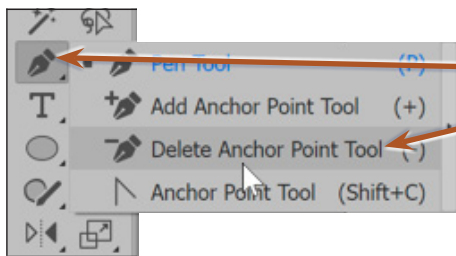 Pen Tool (P)
Add Anchor Point Tool (+)
T
Delete Anchor Point Tool (-)
Anchor Point Tool (Shift+C)